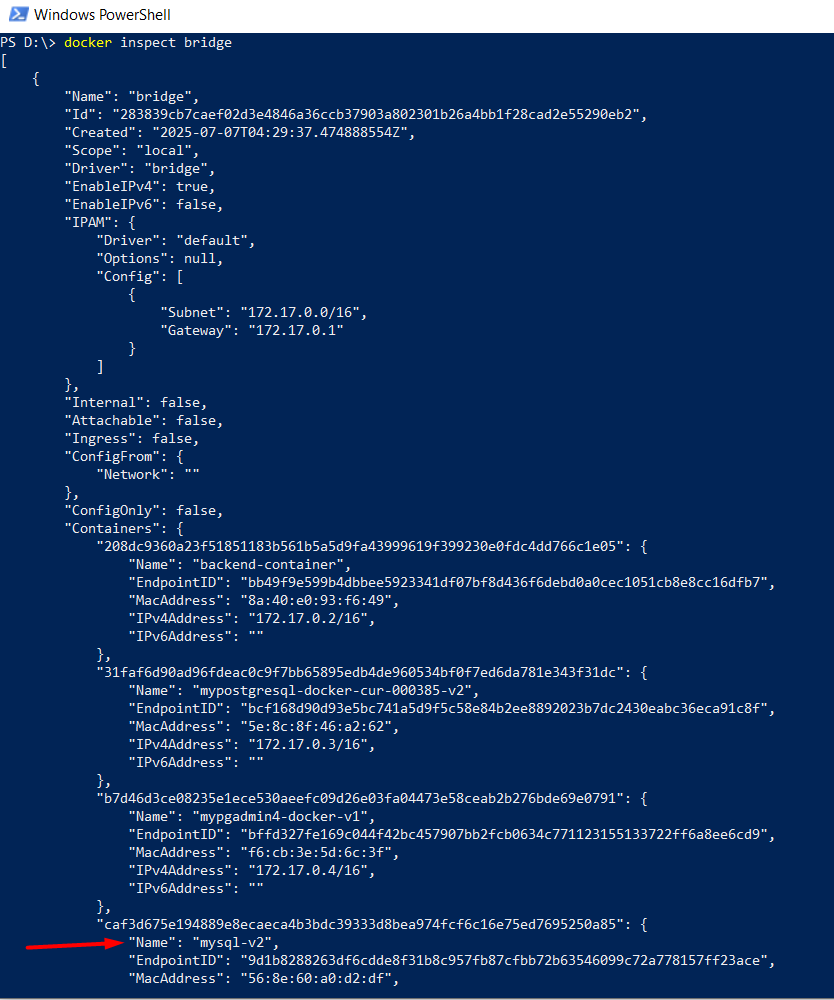 Windows PowerShell
PS D:\> docker inspect bridge
[
    {
        "Name": "bridge",
        "Id": "283839cb7caef02d3e4846a36ccb37903a802301b26a4bb1f28cad2e55290eb2",
        "Created": "2025-07-07T04:29:37.474888554Z",
        "Scope": "local",
        "Driver": "bridge",
        "EnableIPv4": true,
        "EnableIPv6": false,
        "IPAM": {
            "Driver": "default",
            "Options": null,
            "Config": [
                {
                    "Subnet": "172.17.0.0/16",
                    "Gateway": "172.17.0.1"
                }
            ]
        },
        "Internal": false,
        "Attachable": false,
        "Ingress": false,
        "ConfigFrom": {
            "Network": ""
        },
        "ConfigOnly": false,
        "Containers": {
            "208dc9360a23f51851183b561b5a5d9fa43999619f399230e0fdc4dd766c1e05": {
                "Name": "backend-container",
                "EndpointID": "bb49f9e599b4dbbee5923341df07bf8d436f6debd0a0cec1051cb8e8cc16dfb7",
                "MacAddress": "8a:40:e0:93:f6:49",
                "IPv4Address": "172.17.0.2/16",
                "IPv6Address": ""
            },
            "31faf6d90ad96fdeac0c9f7bb65895edb4de960534bf0f7ed6da781e343f31dc": {
                "Name": "mypostgresql-docker-cur-000385-v2",
                "EndpointID": "bcf168d90d93e5bc741a5d9f5c58e84b2ee8892023b7dc2430eabc36eca91c8f",
                "MacAddress": "5e:8c:8f:46:a2:62",
                "IPv4Address": "172.17.0.3/16",
                "IPv6Address": ""
            },
            "b7d46d3ce08235e1ece530aeefc09d26e03fa04473e58ceab2b276bde69e0791": {
                "Name": "mypgadmin4-docker-v1",
                "EndpointID": "bffd327fe169c044f42bc457907bb2fcb0634c771123155133722ff6a8ee6cd9",
                "MacAddress": "f6:cb:3e:5d:6c:3f",
                "IPv4Address": "172.17.0.4/16",
                "IPv6Address": ""
            },
            "caf3d675e194889e8ecaeca4b3bdc39333d8bea974fcf6c16e75ed7695250a85": {
                "Name": "mysql-v2",
                "EndpointID": "9d1b8288263df6cdde8f31b8c957fb87cfbb72b63546099c72a778157ff23ace",
                "MacAddress": "56:8e:60:a0:d2:df",